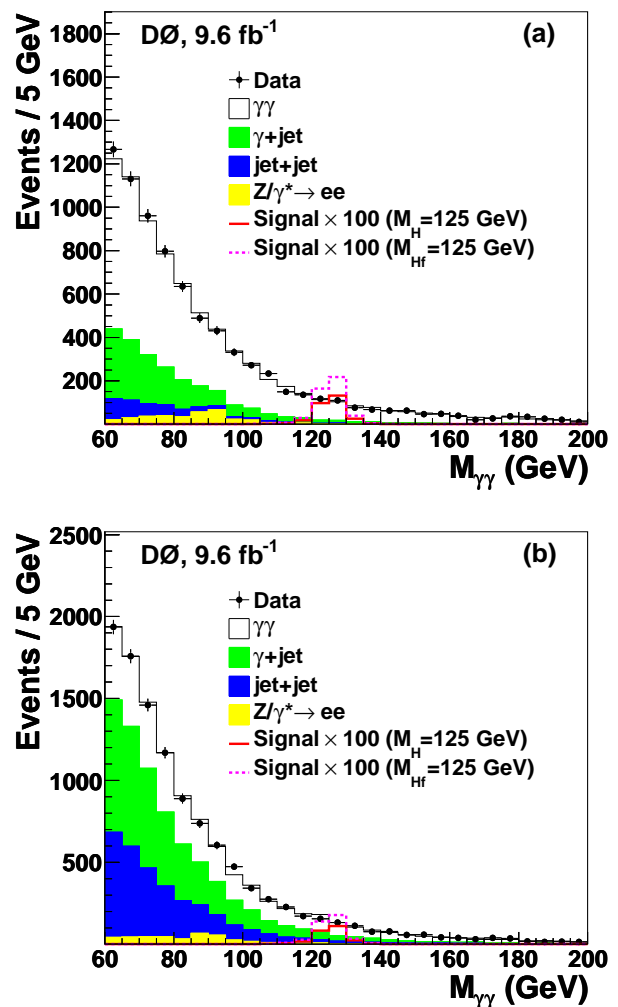 DØ, 9.6 fb⁻¹ (a)
Events / 5 GeV
1800
1600
1400
1200
1000
800
600
400
200
Data
γγ
γ+jet
jet+jet
Z/γ*→ ee
Signal × 100 (M_H=125 GeV)
Signal × 100 (M_Hf=125 GeV)
60 80 100 120 140 160 180 200
M_γγ (GeV)
DØ, 9.6 fb⁻¹ (b)
Events / 5 GeV
2500
2000
1500
1000
500
Data
γγ
γ+jet
jet+jet
Z/γ*→ ee
Signal × 100 (M_H=125 GeV)
Signal × 100 (M_Hf=125 GeV)
60 80 100 120 140 160 180 200
M_γγ (GeV)